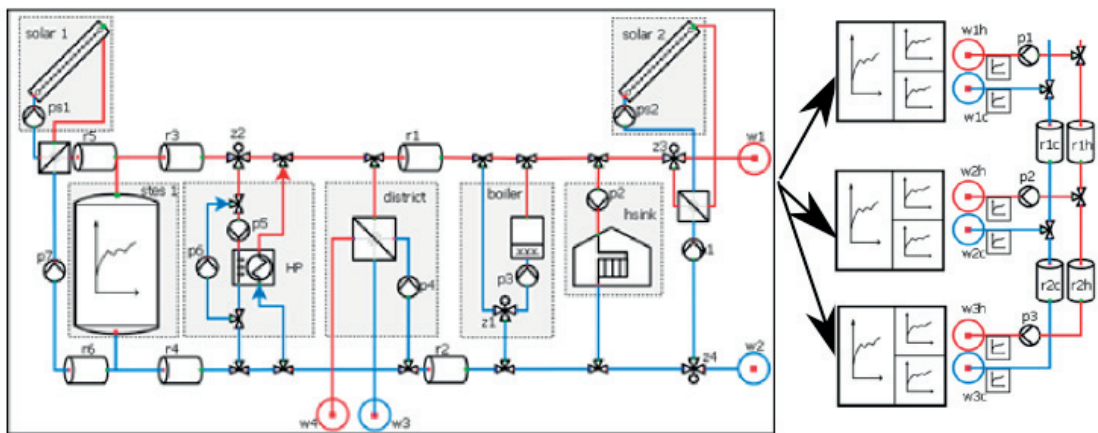 solar 1
solar 2
w1h
p1
ps1
ps2
w1c
r5
r3
z2
r1
z3
w1
r1c
r1h
stes 1
district
boiler
p2
hsink
w2h
p2
p5
p7
p6
HP
p4
p3
w2c
z1
r2c
r2h
r6
r4
r2
z4
w2
w3h
p3
w4
w3
w3c